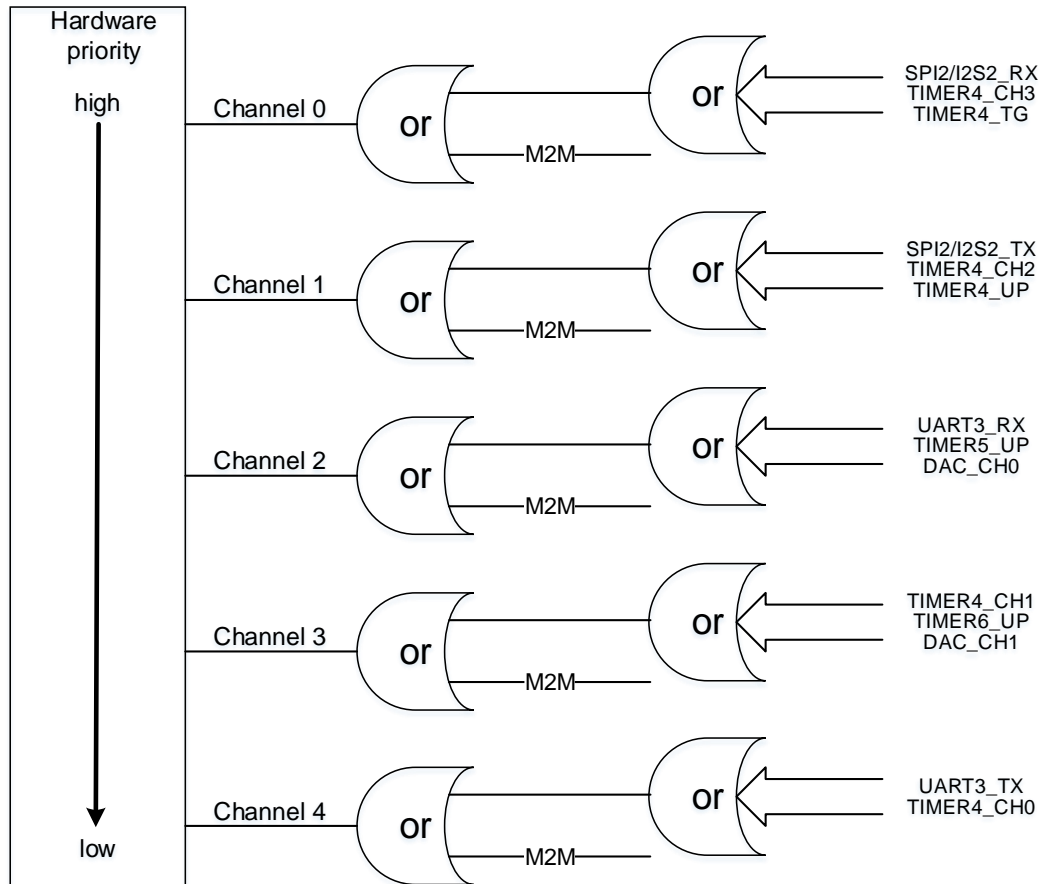 Hardware
priority
high
Channel 0
or
or
M2M
SPI2/I2S2_RX
TIMER4_CH3
TIMER4_TG
Channel 1
or
or
M2M
SPI2/I2S2_TX
TIMER4_CH2
TIMER4_UP
Channel 2
or
or
M2M
UART3_RX
TIMER5_UP
DAC_CH0
Channel 3
or
or
M2M
TIMER4_CH1
TIMER6_UP
DAC_CH1
Channel 4
or
or
M2M
UART3_TX
TIMER4_CH0
low